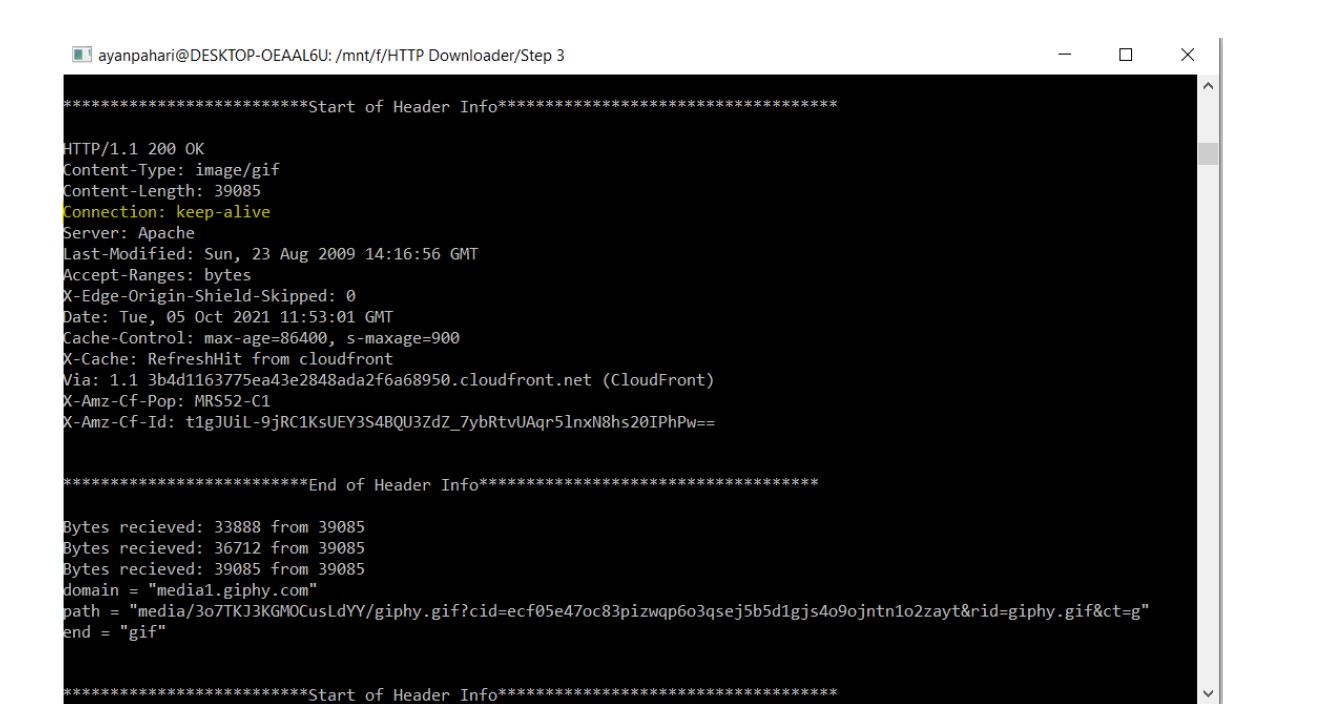 ayanpahari@DESKTOP-OEAAL6U: /mnt/f/HTTP Downloader/Step 3
**************************Start of Header Info************************************
HTTP/1.1 200 OK
Content-Type: image/gif
Content-Length: 39085
Connection: keep-alive
Server: Apache
Last-Modified: Sun, 23 Aug 2009 14:16:56 GMT
Accept-Ranges: bytes
X-Edge-Origin-Shield-Skipped: 0
Date: Tue, 05 Oct 2021 11:53:01 GMT
Cache-Control: max-age=86400, s-maxage=900
X-Cache: RefreshHit from cloudfront
Via: 1.1 3b4d1163775ea43e2848ada2f6a68950.cloudfront.net (CloudFront)
X-Amz-Cf-Pop: MRS52-C1
X-Amz-Cf-Id: t1gJUiL-9jRC1KsUEY3S4BQU3ZdZ_7ybRtvUAqr5lnxN8hs20IPhPw==
**************************End of Header Info************************************
Bytes recieved: 33888 from 39085
Bytes recieved: 36712 from 39085
Bytes recieved: 39085 from 39085
domain = "media1.giphy.com"
path = "media/3o7TKJ3KGMOCusLdYY/giphy.gif?cid=ecf05e47oc83pizwqp6o3qsej5b5d1gjs4o9ojntn1o2zayt&rid=giphy.gif&ct=g"
end = "gif"
**************************Start of Header Info************************************